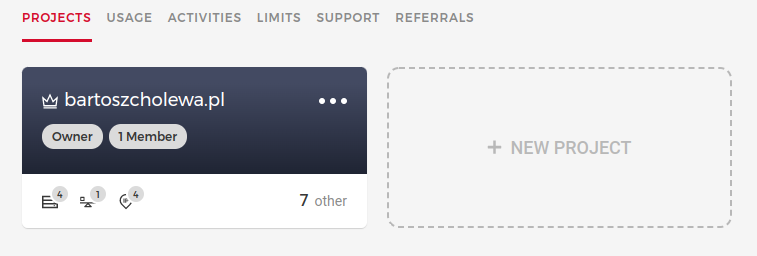 PROJECTS USAGE ACTIVITIES LIMITS SUPPORT REFERRALS
bartoszcholewa.pl
Owner 1 Member
+ NEW PROJECT
4 1 4 7 other